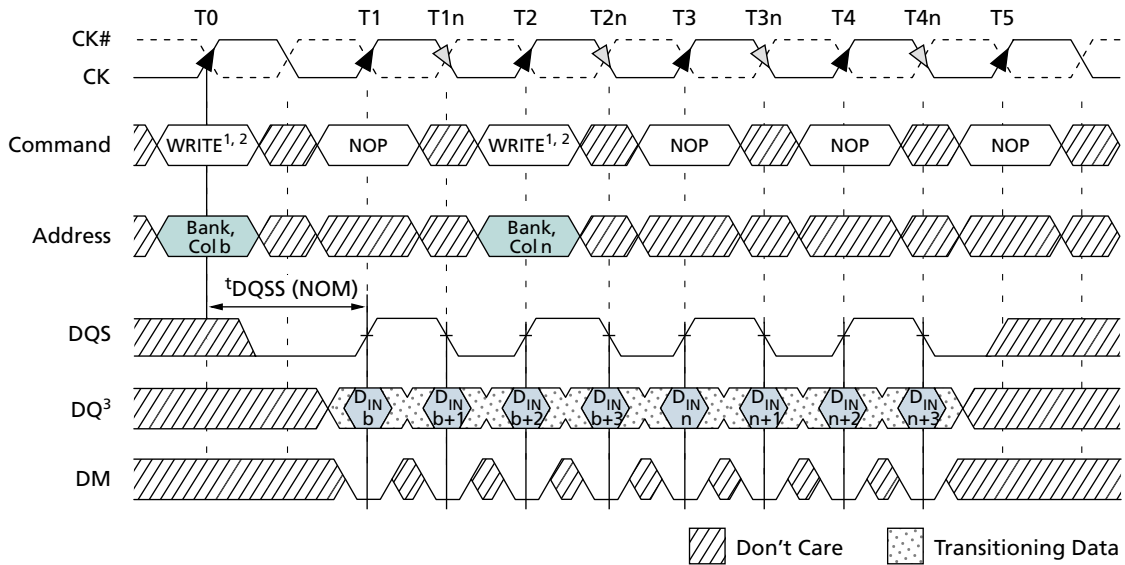 T0 T1 T1n T2 T2n T3 T3n T4 T4n T5
CK#
CK
Command WRITE1, 2 NOP WRITE1, 2 NOP NOP NOP
Address Bank, Col b Bank, Col n
tDQSS (NOM)
DQS
DQ3 DIN b DIN b+1 DIN b+2 DIN b+3 DIN n DIN n+1 DIN n+2 DIN n+3
DM
Don't Care Transitioning Data